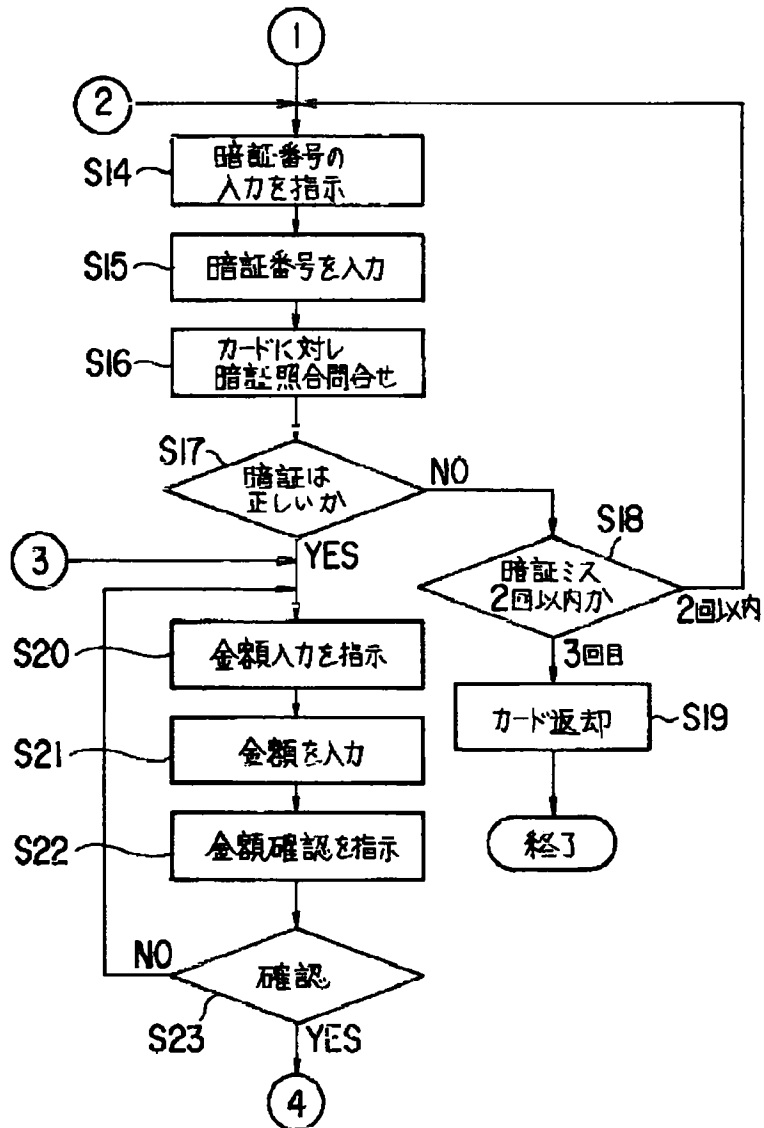 1
2
S14
暗証番号の
入力を指示
S15
暗証番号を入力
S16
カードに対し
暗証照合問合せ
S17
暗証は
正しいか
NO
YES
3
S18
暗証ミス
2回以内か
2回以内
3回目
S20
金額入力を指示
カード返却
S19
S21
金額を入力
S22
金額確認を指示
終了
NO
確認
S23
YES
4